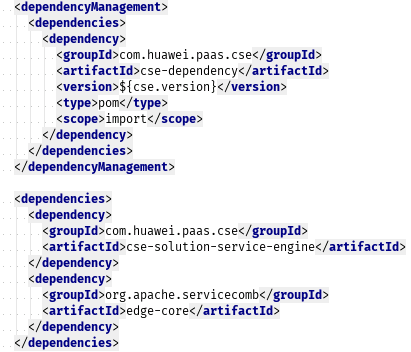 <dependencyManagement>
<dependencies>
<dependency>
<groupId>com.huawei.paas.cse</groupId>
<artifactId>cse-dependency</artifactId>
<version>${cse.version}</version>
<type>pom</type>
<scope>import</scope>
</dependency>
</dependencies>
</dependencyManagement>
<dependencies>
<dependency>
<groupId>com.huawei.paas.cse</groupId>
<artifactId>cse-solution-service-engine</artifactId>
</dependency>
<dependency>
<groupId>org.apache.servicecomb</groupId>
<artifactId>edge-core</artifactId>
</dependency>
</dependencies>